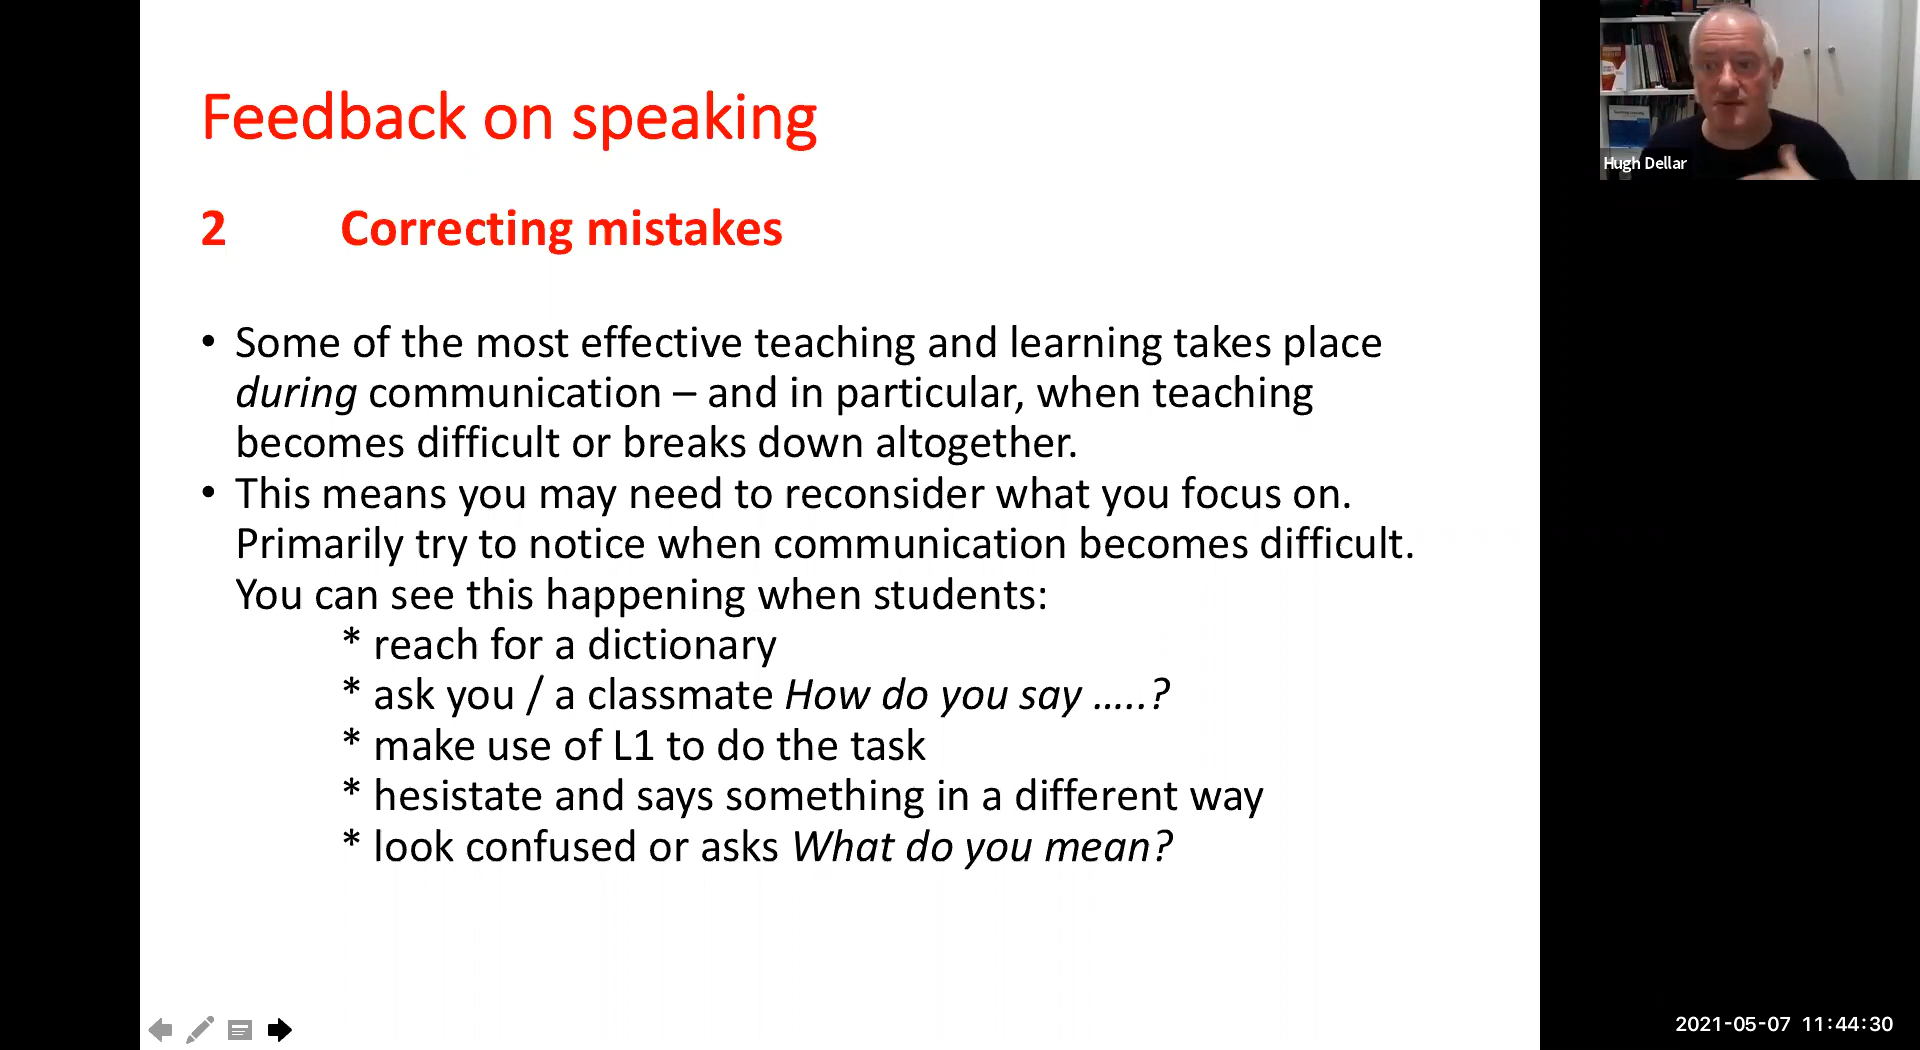 Feedback on speaking
2 Correcting mistakes
• Some of the most effective teaching and learning takes place
during communication – and in particular, when teaching
becomes difficult or breaks down altogether.
• This means you may need to reconsider what you focus on.
Primarily try to notice when communication becomes difficult.
You can see this happening when students:
* reach for a dictionary
* ask you / a classmate How do you say …..?
* make use of L1 to do the task
* hesistate and says something in a different way
* look confused or asks What do you mean?
Hugh Dellar
2021-05-07 11:44:30